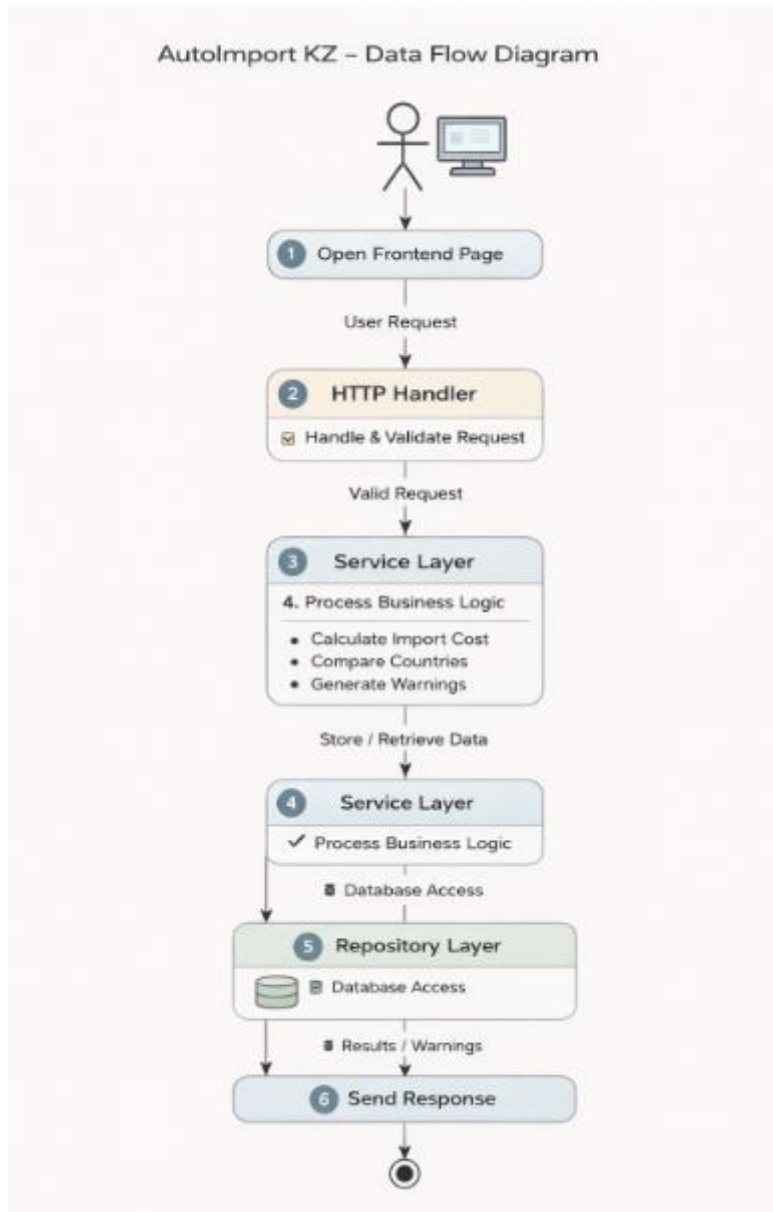 AutoImport KZ – Data Flow Diagram
1 Open Frontend Page
User Request
2 HTTP Handler
Handle & Validate Request
Valid Request
3 Service Layer
4. Process Business Logic
• Calculate Import Cost
• Compare Countries
• Generate Warnings
Store / Retrieve Data
4 Service Layer
✓ Process Business Logic
Database Access
5 Repository Layer
Database Access
Results / Warnings
6 Send Response